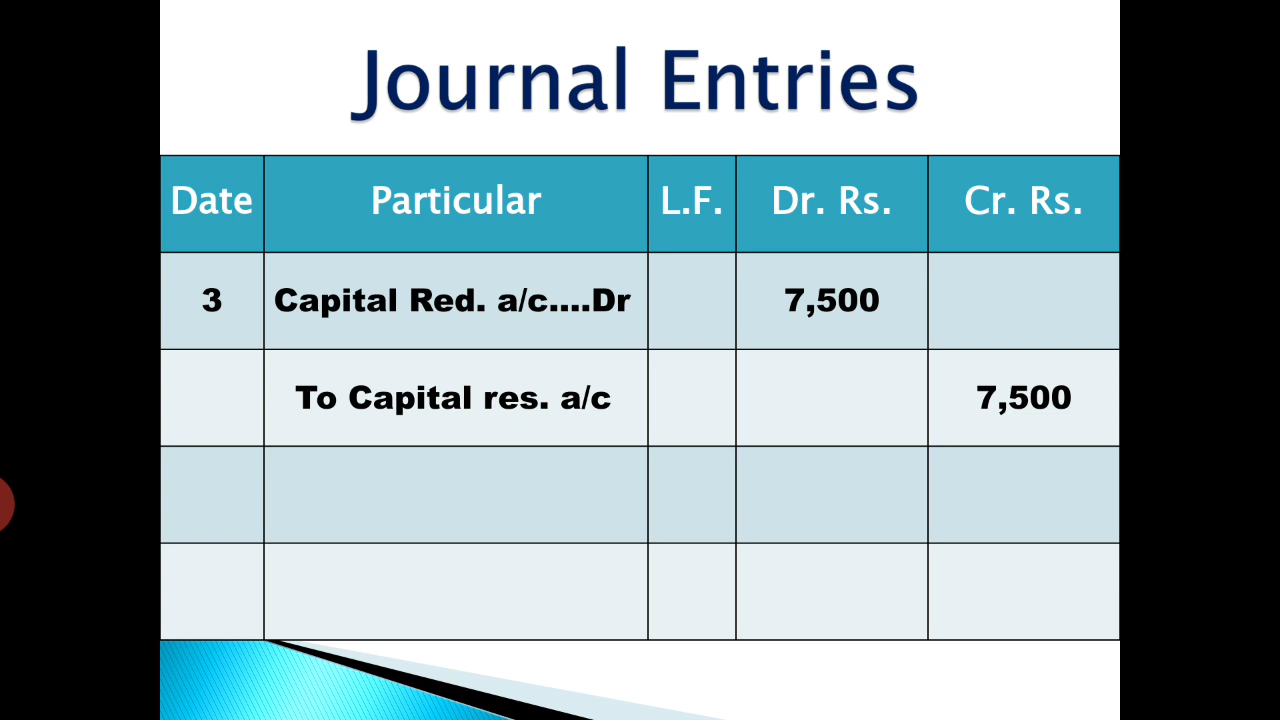 Journal Entries
Date Particular L.F. Dr. Rs. Cr. Rs.
3 Capital Red. a/c....Dr 7,500
To Capital res. a/c 7,500